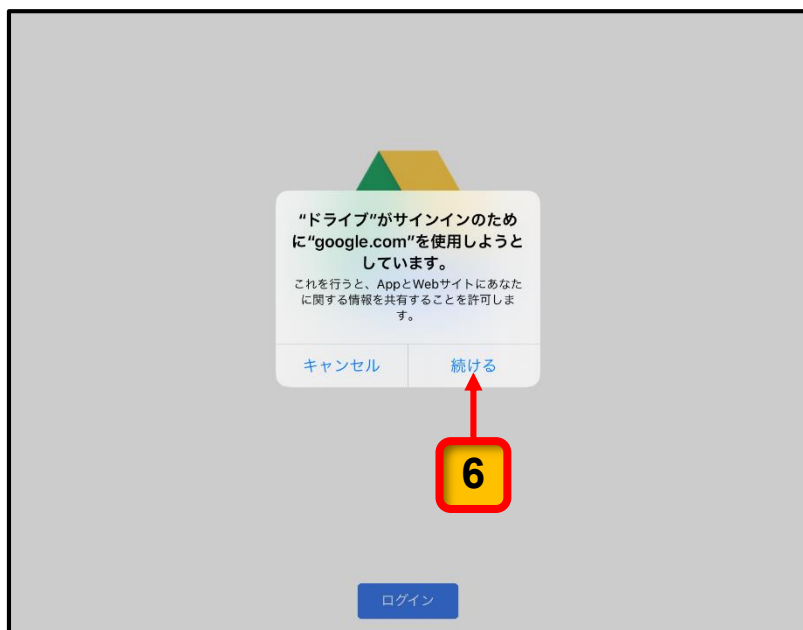 “ドライブ”がサインインのため
に“google.com”を使用しようと
しています。
これを行うと、AppとWebサイトにあなた
に関する情報を共有することを許可しま
す。
キャンセル
続ける
6
ログイン